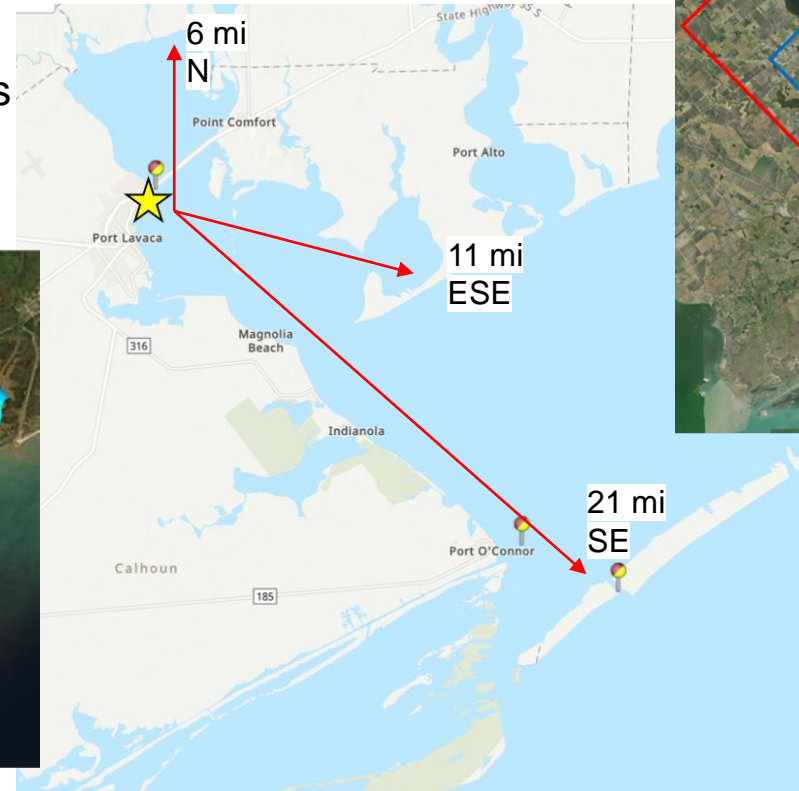 6 mi
N
State Highway 35 S
s
Point Comfort
Port Alto
Port Lavaca
11 mi
ESE
316
Magnolia
Beach
Indianola
21 mi
SE
Port O'Connor
Calhoun
185